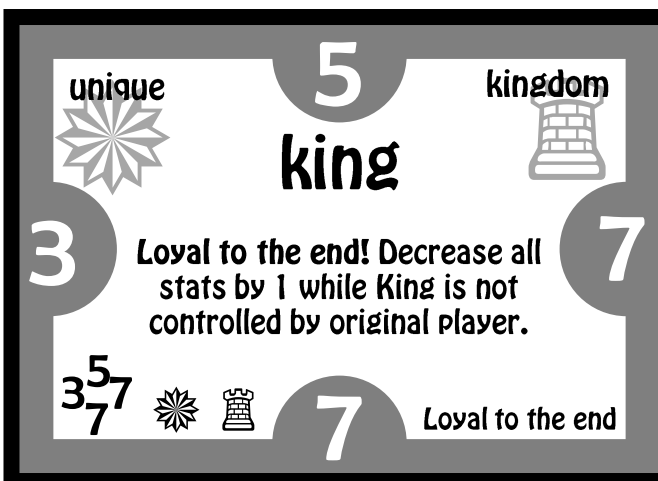 5
unique
kingdom
king
3
7
Loyal to the end! Decrease all
stats by 1 while King is not
controlled by original player.
5
3 7
7
7
Loyal to the end